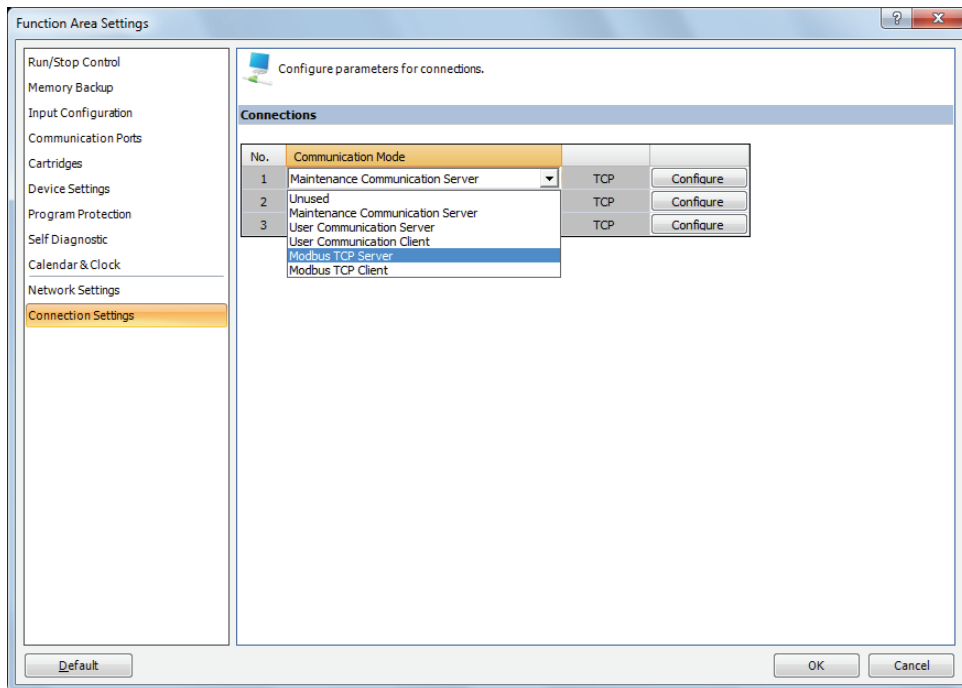 Function Area Settings
?
Run/Stop Control
Memory Backup
Input Configuration
Communication Ports
Cartridges
Device Settings
Program Protection
Self Diagnostic
Calendar & Clock
Network Settings
Connection Settings
Configure parameters for connections.
Connections
No. Communication Mode
1 Maintenance Communication Server TCP Configure
2 TCP Configure
3 TCP Configure
Unused
Maintenance Communication Server
User Communication Server
User Communication Client
Modbus TCP Server
Modbus TCP Client
Default OK Cancel